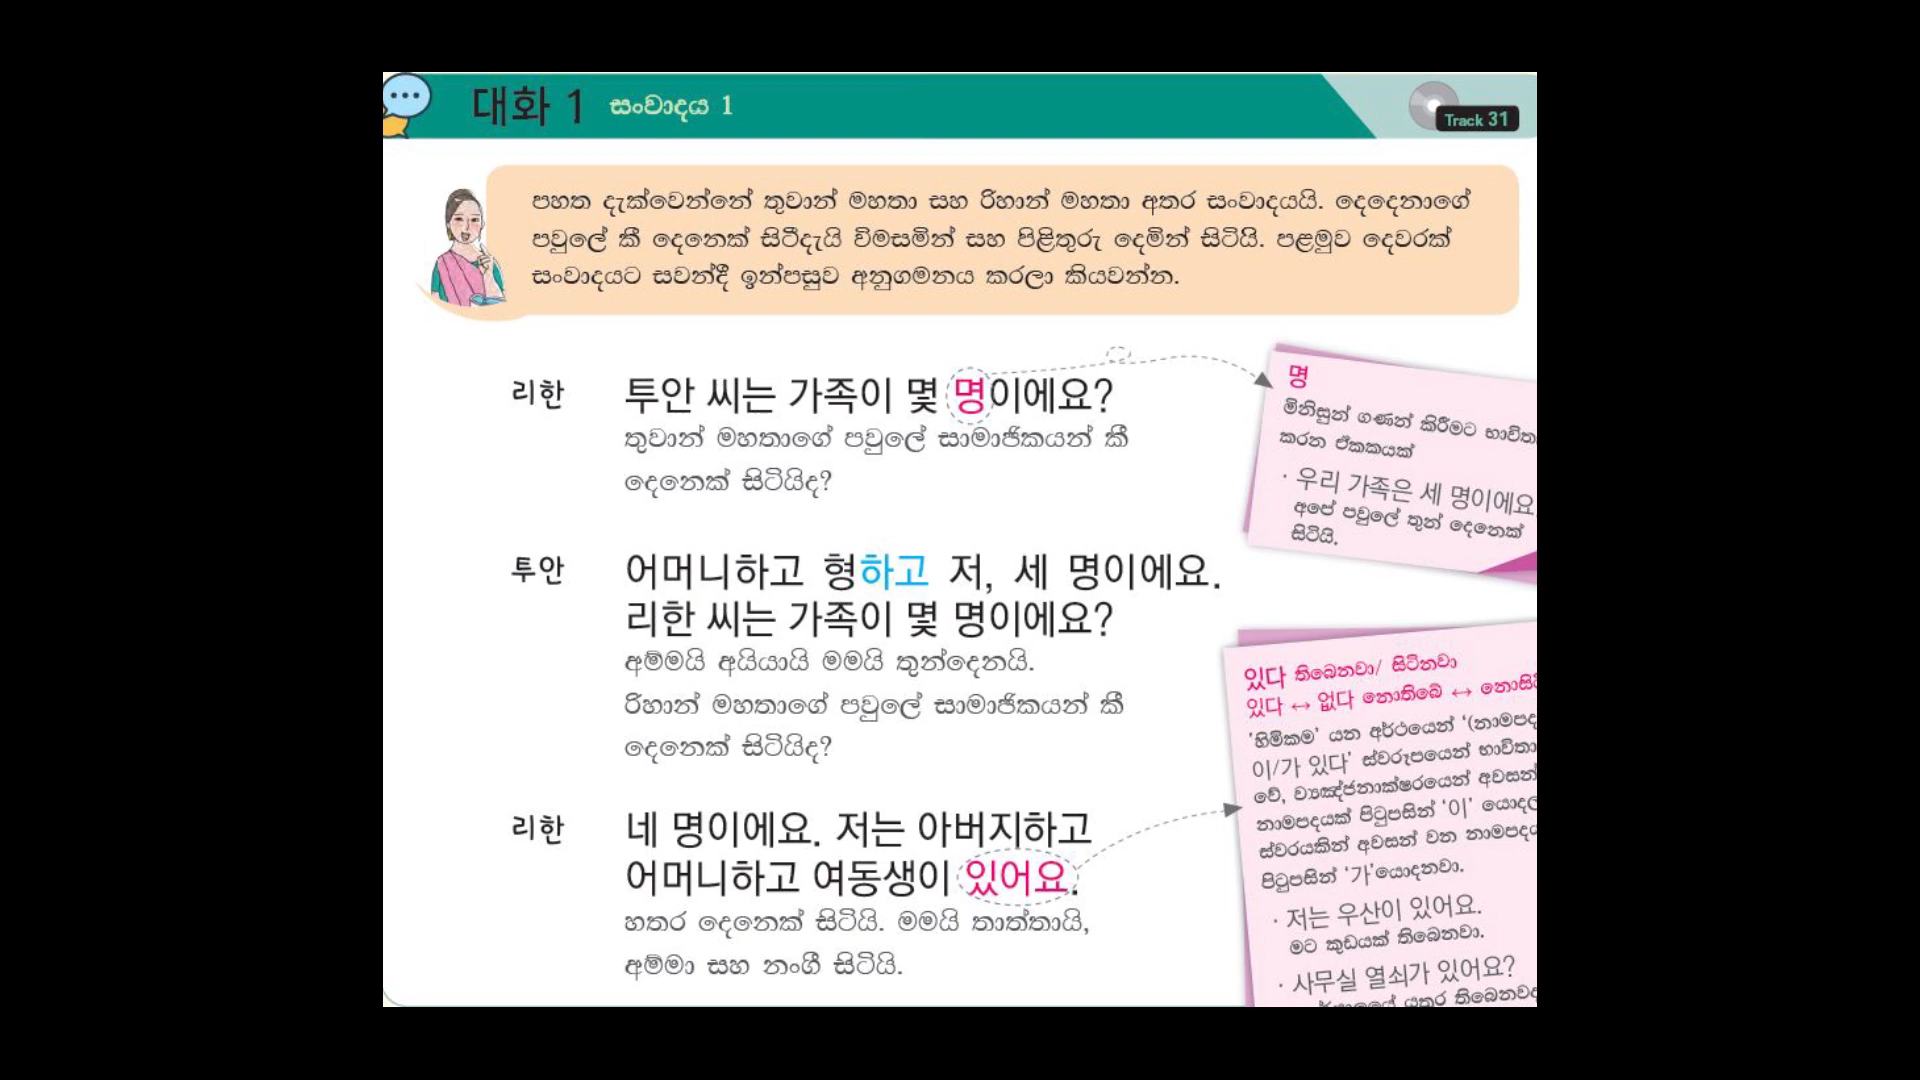 대화 1 සංවාදය 1
Track 31
පහත දැක්වෙන්නේ තුවාන් මහතා සහ රිහාන් මහතා අතර සංවාදයයි. දෙදෙනාගේ
පවුලේ කී දෙනෙක් සිටීදැයි විමසමින් සහ පිළිතුරු දෙමින් සිටියි. පළමුව දෙවරක්
සංවාදයට සවන්දී ඉන්පසුව අනුගමනය කරලා කියවන්න.
리한 투안 씨는 가족이 몇 명이에요?
තුවාන් මහතාගේ පවුලේ සාමාජිකයන් කී
දෙනෙක් සිටියිද?
투안 어머니하고 형하고 저, 세 명이에요.
리한 씨는 가족이 몇 명이에요?
අම්මයි අයියායි මමයි තුන්දෙනයි.
රිහාන් මහතාගේ පවුලේ සාමාජිකයන් කී
දෙනෙක් සිටියිද?
리한 네 명이에요. 저는 아버지하고
어머니하고 여동생이 있어요.
හතර දෙනෙක් සිටියි. මමයි තාත්තායි,
අම්මා සහ නංගී සිටියි.
명
මිනිසුන් ගණන් කිරීමට භාවිත
කරන ඒකකයක්
· 우리 가족은 세 명이에요
අපේ පවුලේ තුන් දෙනෙක්
සිටියි.
있다 තිබෙනවා/ සිටිනවා
있다 ↔ 없다 නොතිබේ ↔
'හිමිකම' යන අර්ථයෙන් '(නාමපද
이/가 있다' ස්වරූපයෙන් භාවිතා
වේ, ව්‍යඤ්ජනාක්ෂරයෙන් අවසන්
නාමපදයක් පිටුපසින් '이'
ස්වරයකින් අවසන් වන නාමපදය
පිටුපසින් '가'යොදනවා.
· 저는 우산이 있어요.
මට කුඩයක් තිබෙනවා.
· 사무실 열쇠가 있어요?
යතුර